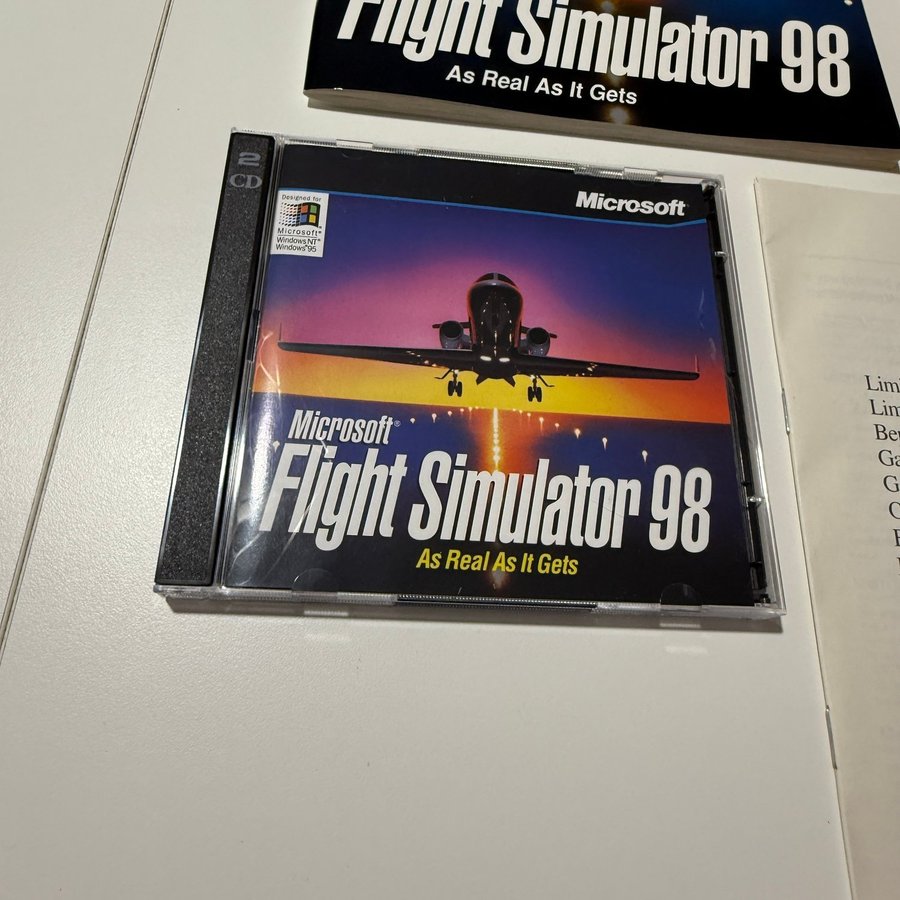 Flight Simulator 98
As Real As It Gets
2
CD
Microsoft®
Designed for
Microsoft®
Windows NT®
Windows®95
Microsoft®
Flight Simulator 98
As Real As It Gets